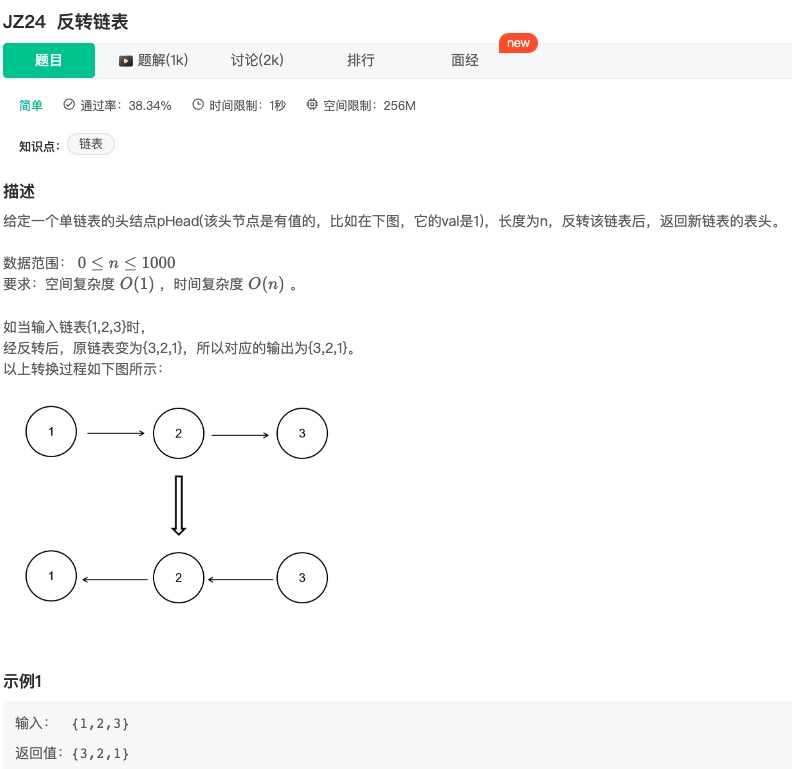 JZ24 反转链表
new
题目 题解(1k) 讨论(2k) 排行 面经
简单 通过率：38.34% 时间限制：1秒 空间限制：256M
知识点： 链表
描述
给定一个单链表的头结点pHead(该头节点是有值的，比如在下图，它的val是1)，长度为n，反转该链表后，返回新链表的表头。
数据范围： 0 ≤ n ≤ 1000
要求：空间复杂度 O(1) ，时间复杂度 O(n) 。
如当输入链表{1,2,3}时，
经反转后，原链表变为{3,2,1}，所以对应的输出为{3,2,1}。
以上转换过程如下图所示：
1 2 3
1 2 3
示例1
输入： {1,2,3}
返回值：{3,2,1}